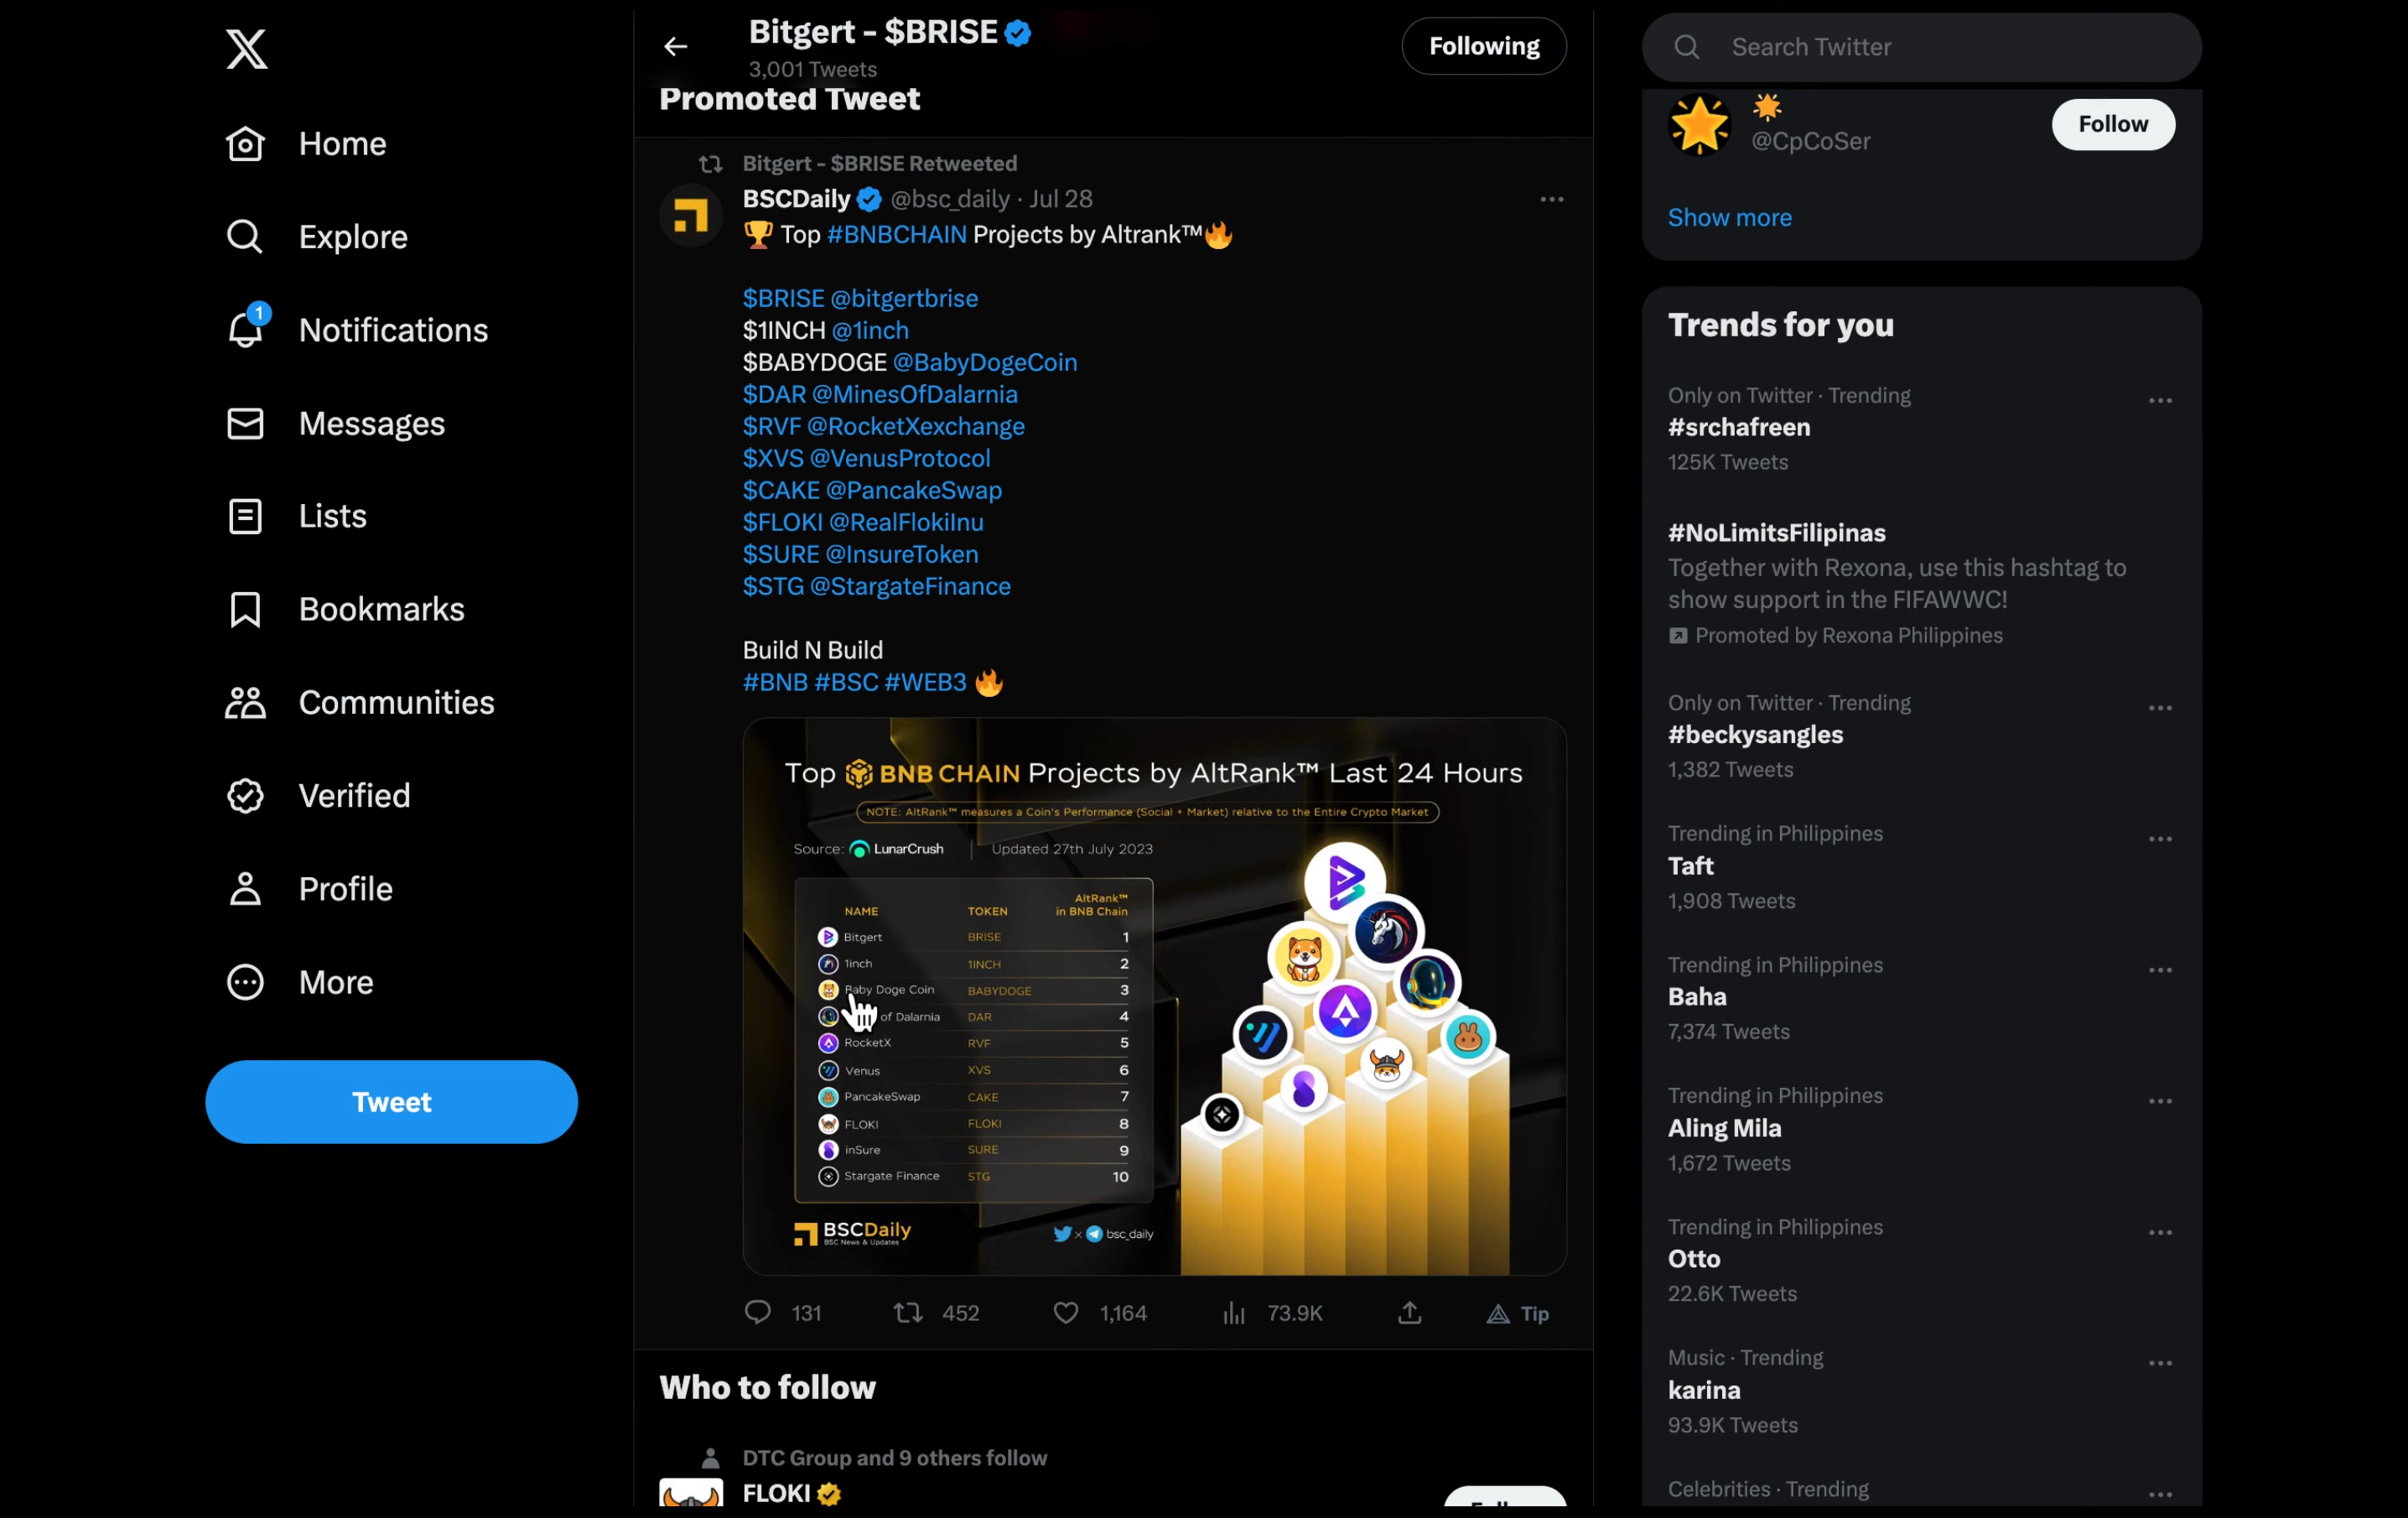 Home
Explore
1
Notifications
Messages
Lists
Bookmarks
Communities
Verified
Profile
More
Tweet
Bitgert - $BRISE
3,001 Tweets
Following
Promoted Tweet
Bitgert - $BRISE Retweeted
BSCDaily @bsc_daily · Jul 28
🏆 Top #BNBCHAIN Projects by Altrank™🔥
$BRISE @bitgertbrise
$1INCH @1inch
$BABYDOGE @BabyDogeCoin
$DAR @MinesOfDalarnia
$RVF @RocketXexchange
$XVS @VenusProtocol
$CAKE @PancakeSwap
$FLOKI @RealFlokiInu
$SURE @InsureToken
$STG @StargateFinance
Build N Build
#BNB #BSC #WEB3 🔥
Top BNB CHAIN Projects by AltRank™ Last 24 Hours
NOTE: AltRank™ measures a Coin's Performance (Social + Market) relative to the Entire Crypto Market
Source: LunarCrush | Updated 27th July 2023
NAME TOKEN AltRank™ in BNB Chain
Bitgert BRISE 1
1inch 1INCH 2
Baby Doge Coin BABYDOGE 3
of Dalarnia DAR 4
RocketX RVF 5
Venus XVS 6
PancakeSwap CAKE 7
FLOKI FLOKI 8
inSure SURE 9
Stargate Finance STG 10
BSCDaily
BSC News & Updates
x bsc_daily
131 452 1,164 73.9K Tip
Who to follow
DTC Group and 9 others follow
FLOKI
Search Twitter
@CpCoSer
Follow
Show more
Trends for you
Only on Twitter · Trending
#srchafreen
125K Tweets
#NoLimitsFilipinas
Together with Rexona, use this hashtag to
show support in the FIFAWWC!
Promoted by Rexona Philippines
Only on Twitter · Trending
#beckysangles
1,382 Tweets
Trending in Philippines
Taft
1,908 Tweets
Trending in Philippines
Baha
7,374 Tweets
Trending in Philippines
Aling Mila
1,672 Tweets
Trending in Philippines
Otto
22.6K Tweets
Music · Trending
karina
93.9K Tweets
Celebrities · Trending